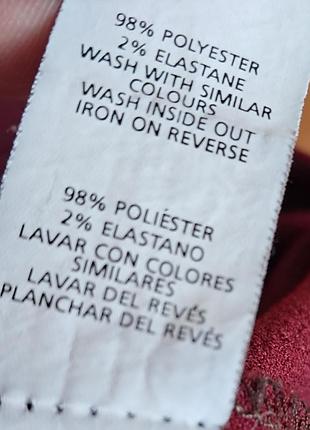 98% POLYESTER
2% ELASTANE
WASH WITH SIMILAR
COLOURS
WASH INSIDE OUT
IRON ON REVERSE
98% POLIÉSTER
2% ELASTANO
LAVAR CON COLORES
SIMILARES
LAVAR DEL REVÉS
PLANCHAR DEL REVÉS